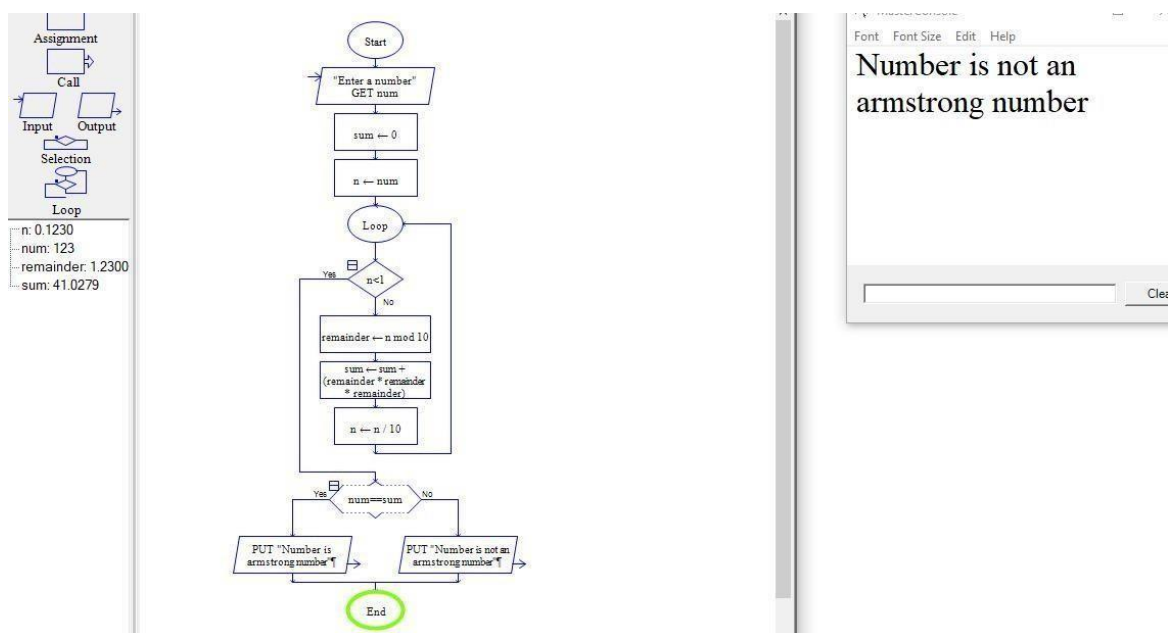 Assignment
Call
Input Output
Selection
Loop
n: 0.1230
num: 123
remainder: 1.2300
sum: 41.0279
Start
"Enter a number"
GET num
sum ← 0
n ← num
Loop
Yes
n<1
No
remainder ← n mod 10
sum ← sum +
(remainder * remainder
* remainder)
n ← n / 10
Yes
num==sum
No
PUT "Number is
armstrong number"¶
PUT "Number is not an
armstrong number"¶
End
Font Font Size Edit Help
Number is not an
armstrong number